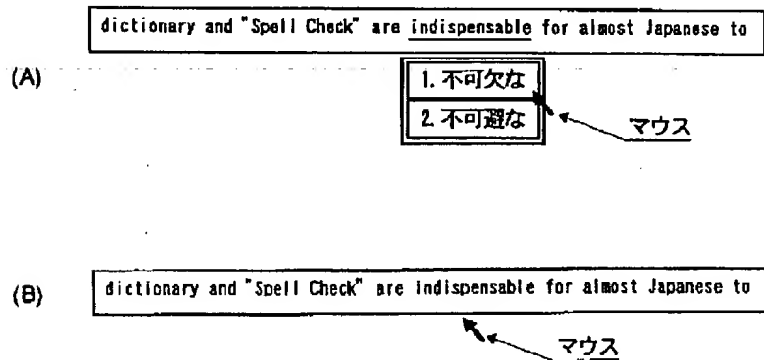 dictionary and "Spell Check" are indispensable for almost Japanese to
(A)
1. 不可欠な
2. 不可避な
マウス
(B)
dictionary and "Spell Check" are indispensable for almost Japanese to
マウス